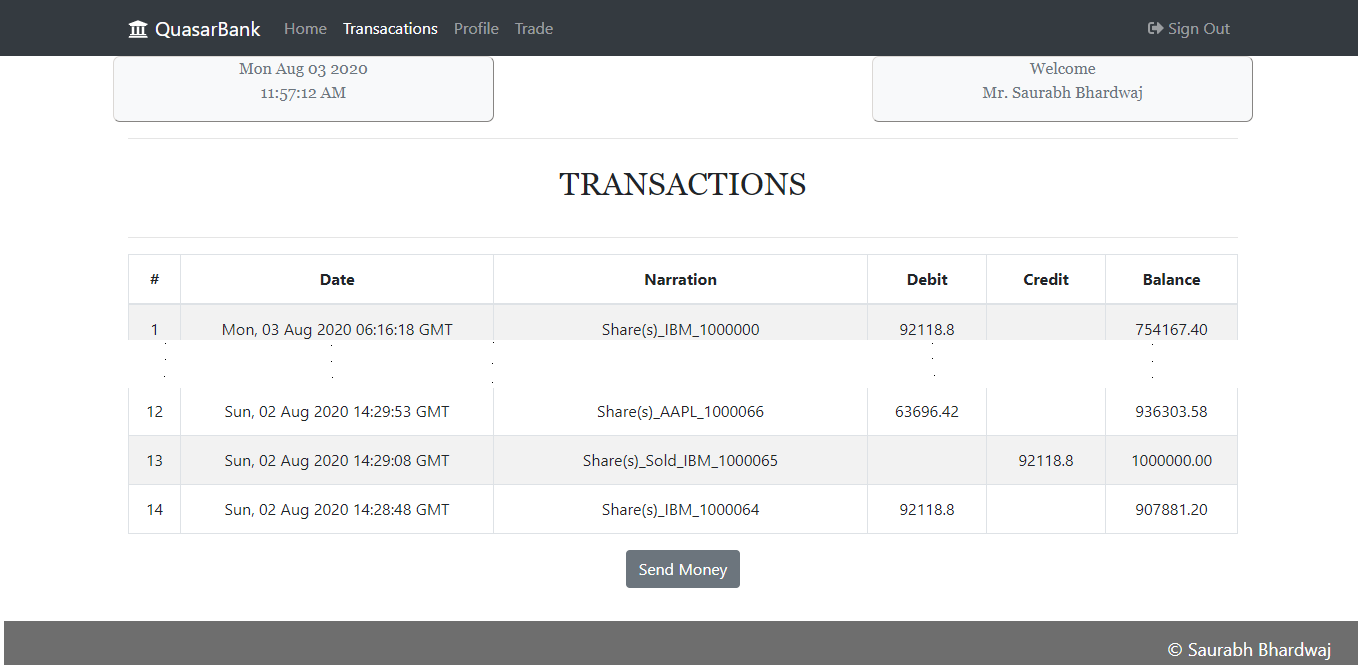 QuasarBank Home Transacations Profile Trade Sign Out
Mon Aug 03 2020
11:57:12 AM
Welcome
Mr. Saurabh Bhardwaj
TRANSACTIONS
# Date Narration Debit Credit Balance
1 Mon, 03 Aug 2020 06:16:18 GMT Share(s)_IBM_1000000 92118.8 754167.40
12 Sun, 02 Aug 2020 14:29:53 GMT Share(s)_AAPL_1000066 63696.42 936303.58
13 Sun, 02 Aug 2020 14:29:08 GMT Share(s)_Sold_IBM_1000065 92118.8 1000000.00
14 Sun, 02 Aug 2020 14:28:48 GMT Share(s)_IBM_1000064 92118.8 907881.20
Send Money
© Saurabh Bhardwaj